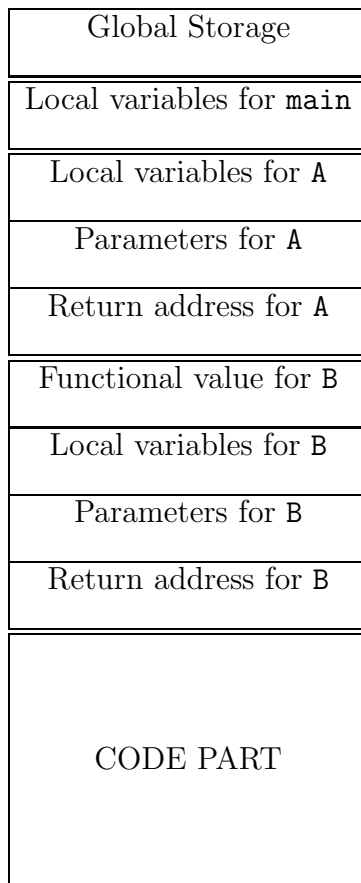 Global Storage
Local variables for main
Local variables for A
Parameters for A
Return address for A
Functional value for B
Local variables for B
Parameters for B
Return address for B
CODE PART